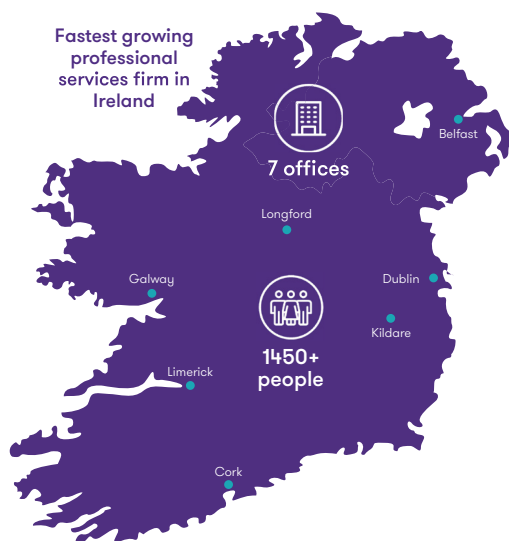 Fastest growing
professional
services firm in
Ireland
Belfast
7 offices
Longford
Galway
Dublin
Kildare
1450+
people
Limerick
Cork